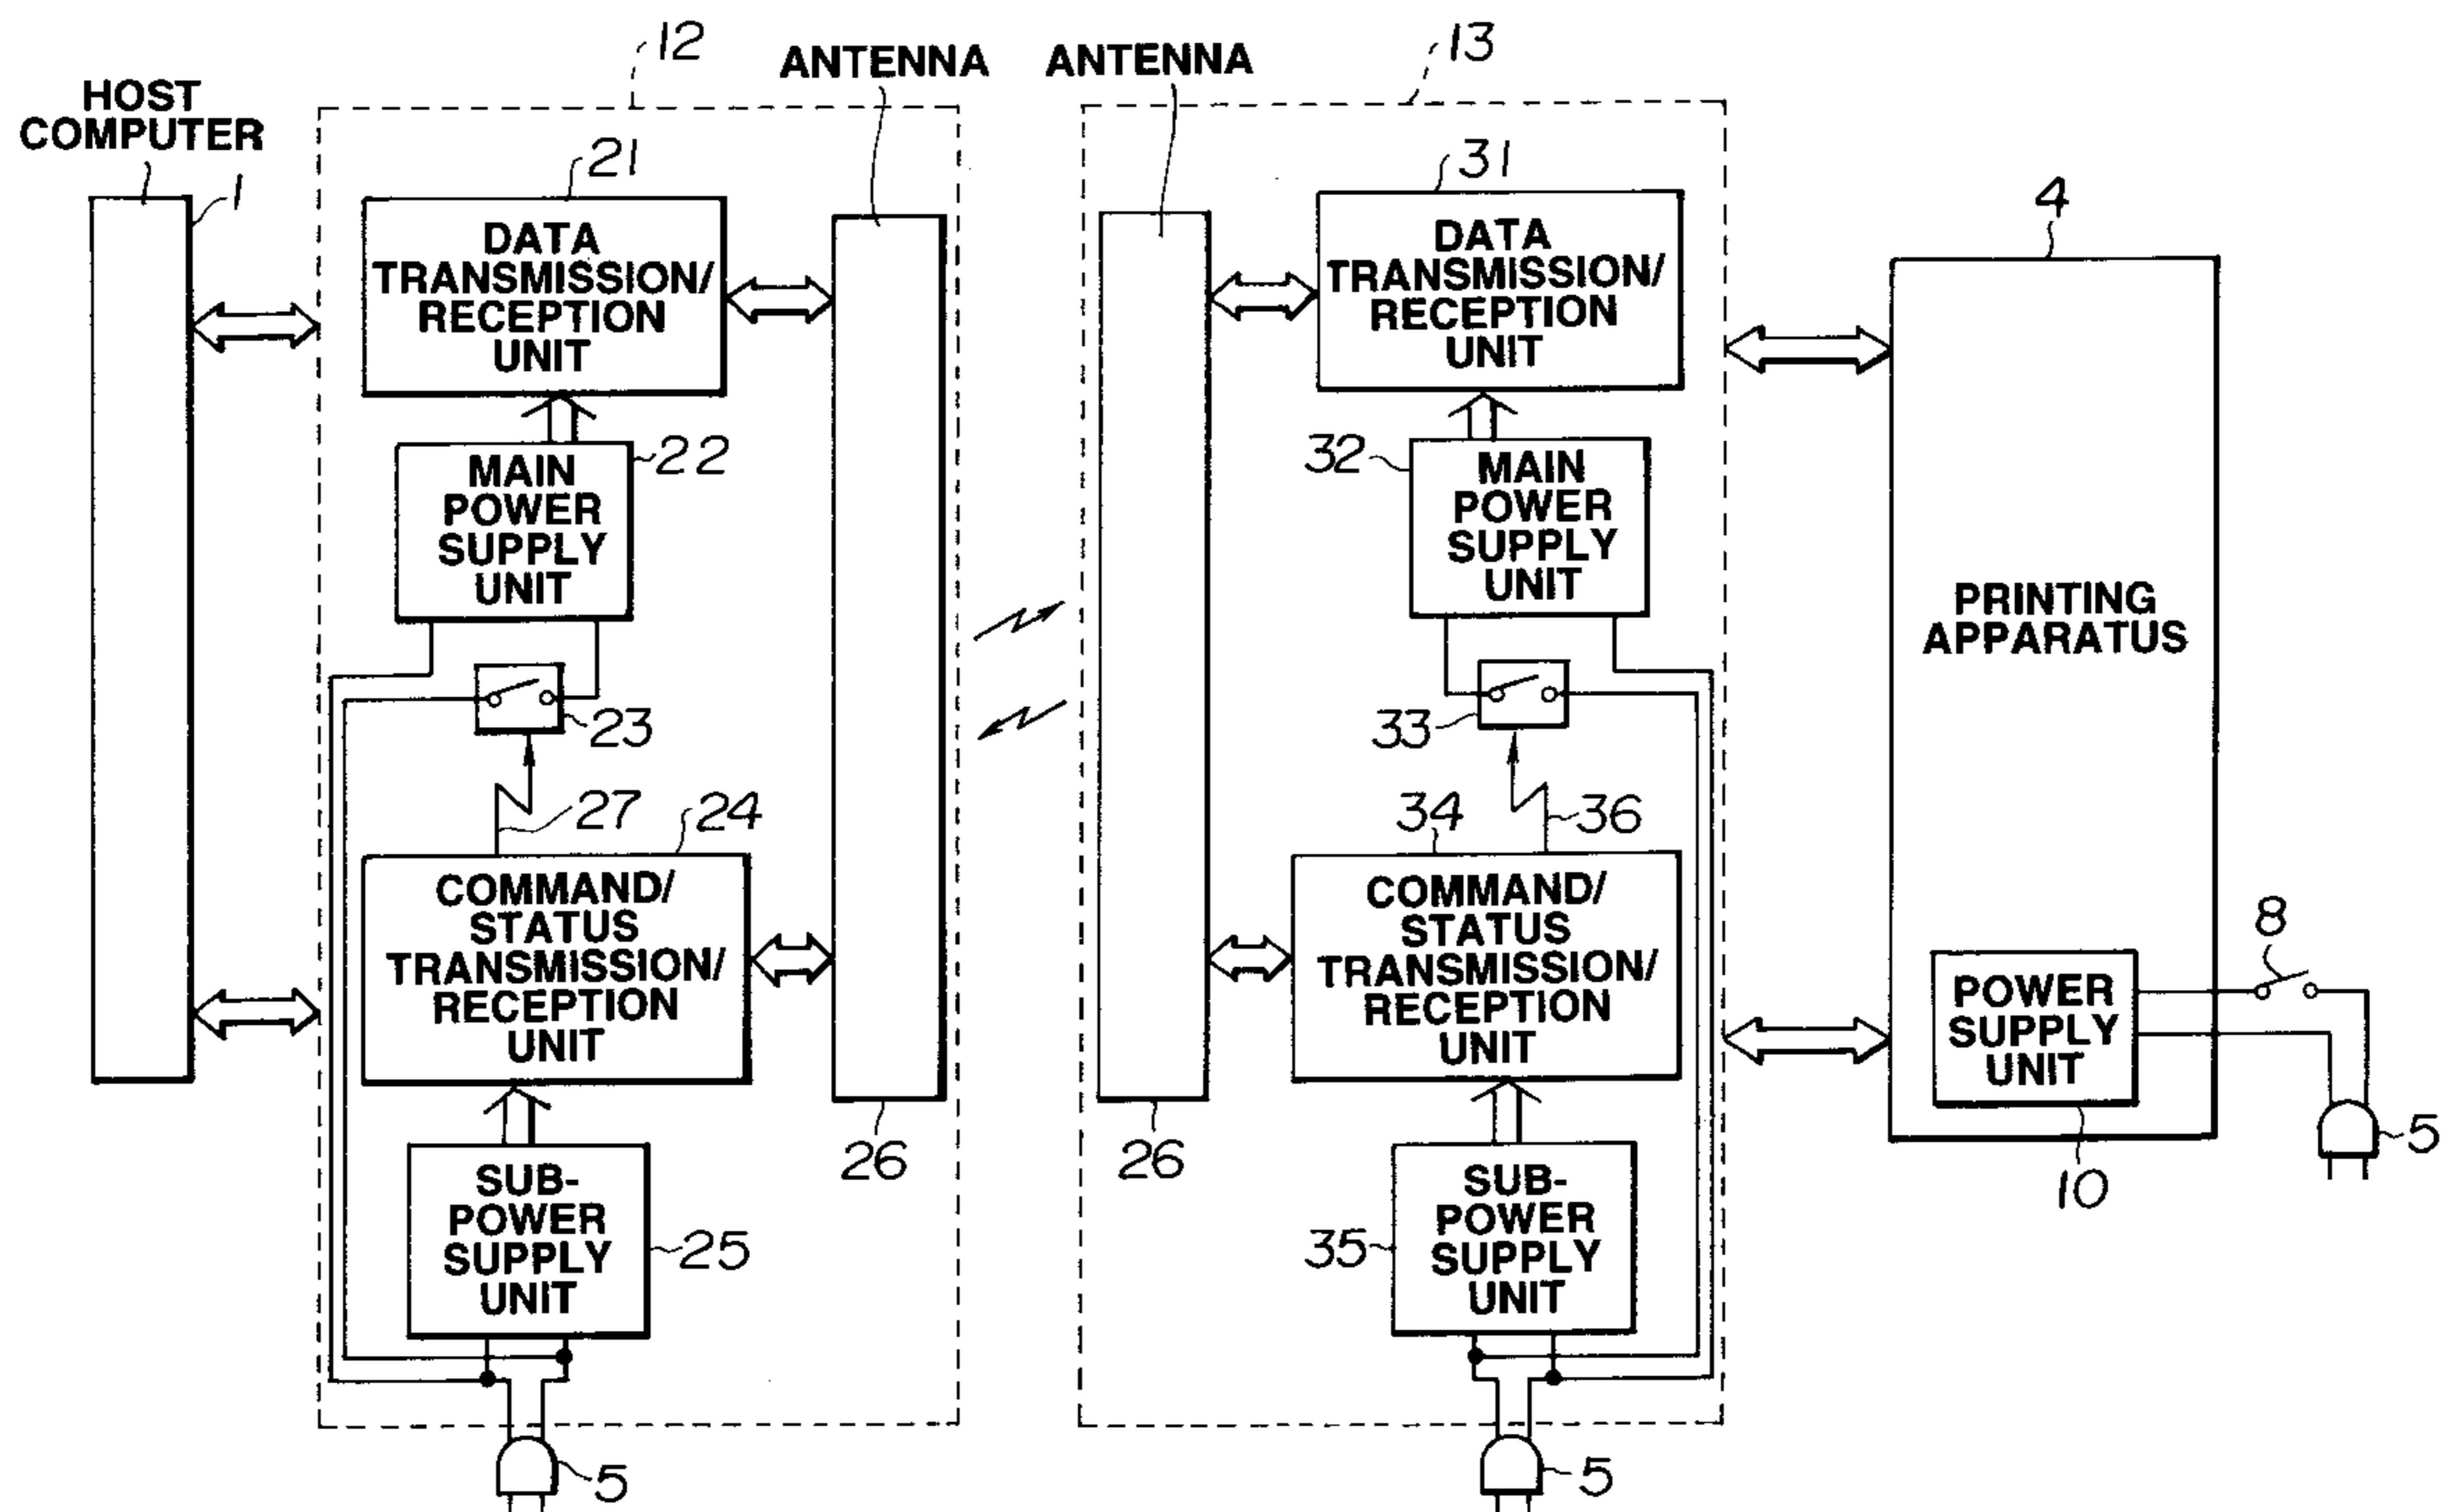 HOST
COMPUTER
1
12
ANTENNA
21
DATA
TRANSMISSION/
RECEPTION
UNIT
22
MAIN
POWER
SUPPLY
UNIT
23
27
24
COMMAND/
STATUS
TRANSMISSION/
RECEPTION
UNIT
SUB-
POWER
SUPPLY
UNIT
25
26
5
ANTENNA
13
31
DATA
TRANSMISSION/
RECEPTION
UNIT
32
MAIN
POWER
SUPPLY
UNIT
33
34
36
COMMAND/
STATUS
TRANSMISSION/
RECEPTION
UNIT
26
35
SUB-
POWER
SUPPLY
UNIT
5
4
PRINTING
APPARATUS
8
POWER
SUPPLY
UNIT
10
5